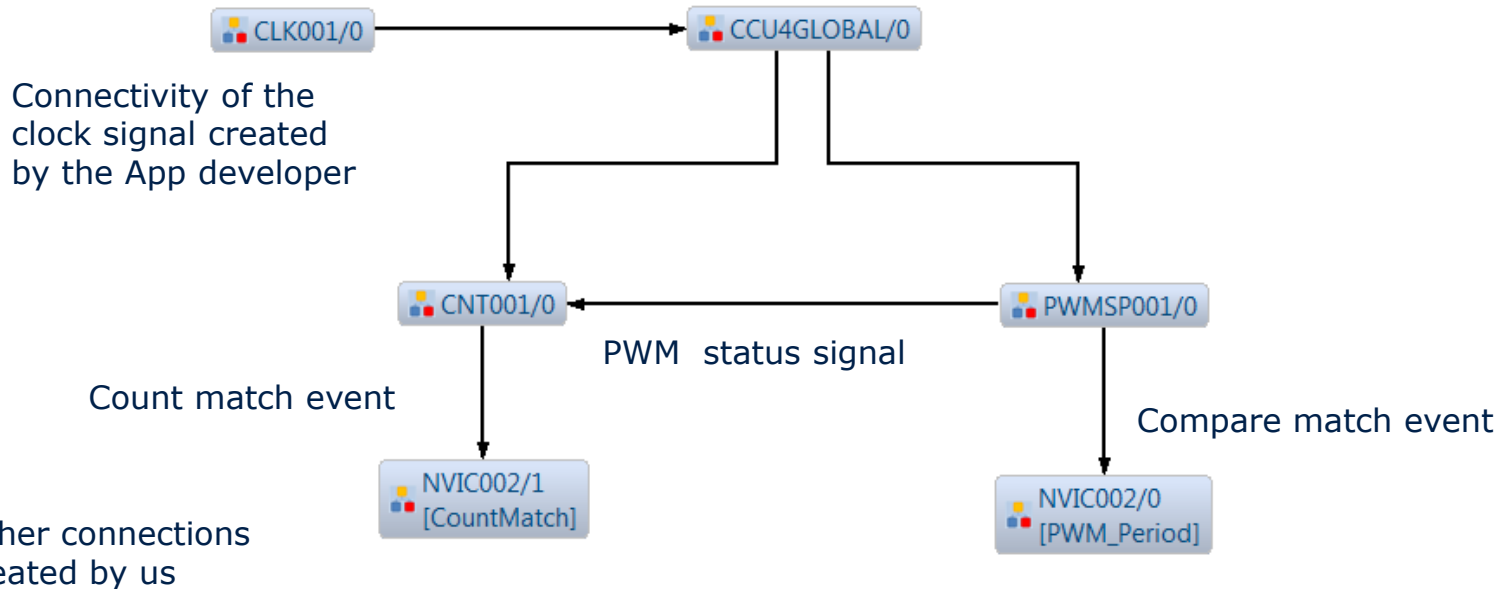 CLK001/0
CCU4GLOBAL/0
Connectivity of the
clock signal created
by the App developer
CNT001/0
PWMSP001/0
PWM status signal
Count match event
Compare match event
NVIC002/1
[CountMatch]
NVIC002/0
[PWM_Period]
her connections
eated by us